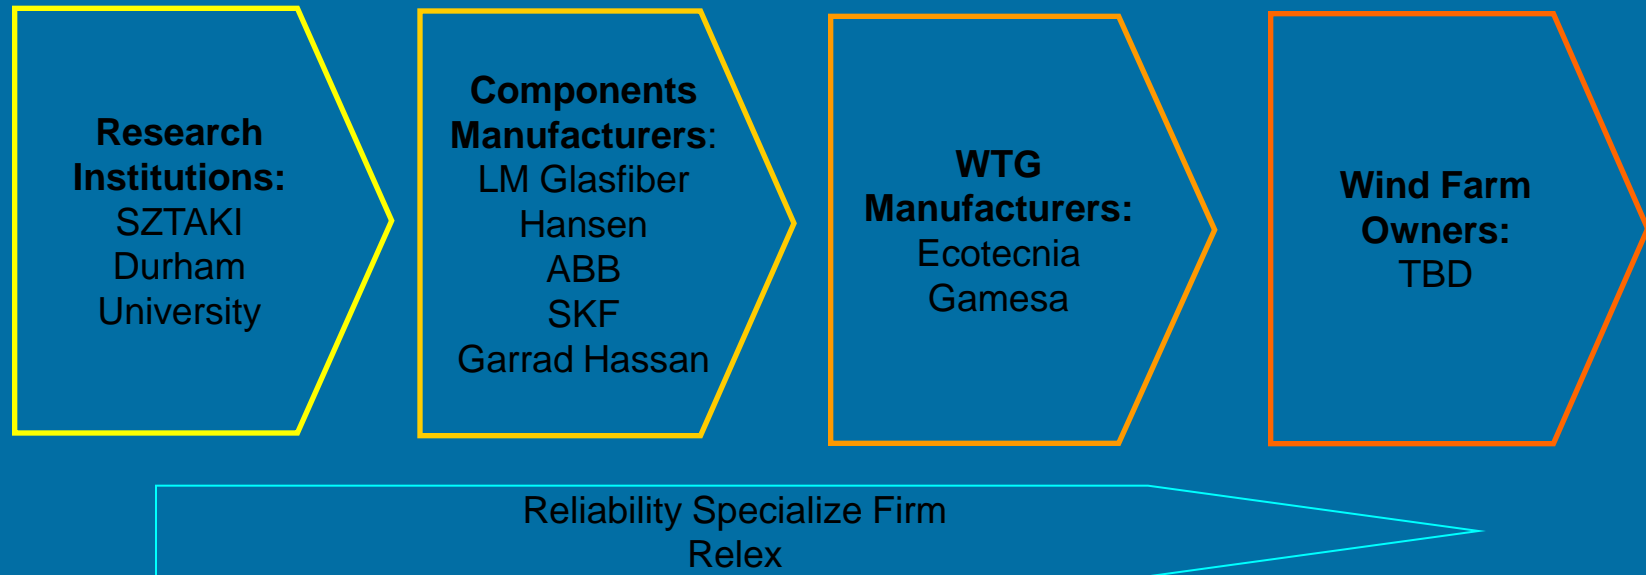 Research
Institutions:
SZTAKI
Durham
University
Components
Manufacturers:
LM Glasfiber
Hansen
ABB
SKF
Garrad Hassan
WTG
Manufacturers:
Ecotecnia
Gamesa
Wind Farm
Owners:
TBD
Reliability Specialize Firm
Relex